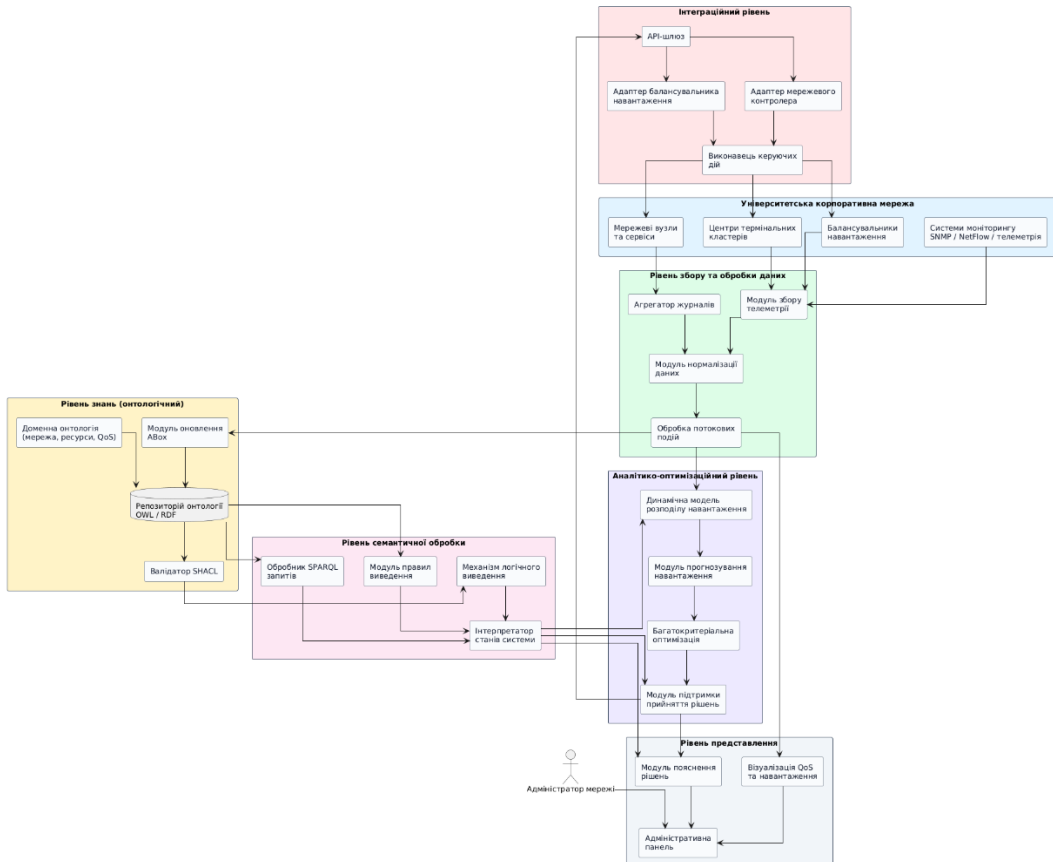 Інтеграційний рівень
API-шлюз
Адаптер балансувальника
навантаження
Адаптер мережевого
контролера
Виконавець керуючих
дій
Університетська корпоративна мережа
Мережеві вузли
та сервіси
Центри термінальних
кластерів
Балансувальники
навантаження
Системи моніторингу
SNMP / NetFlow / телеметрія
Рівень збору та обробки даних
Агрегатор журналів
Модуль збору
телеметрії
Модуль нормалізації
даних
Обробка потокових
подій
Рівень знань (онтологічний)
Доменна онтологія
(мережа, ресурси, QoS)
Модуль оновлення
ABox
Репозиторій онтології
OWL / RDF
Валідатор SHACL
Рівень семантичної обробки
Обробник SPARQL
запитів
Модуль правил
виведення
Механізм логічного
виведення
Інтерпретатор
станів системи
Аналітико-оптимізаційний рівень
Динамічна модель
розподілу навантаження
Модуль прогнозування
навантаження
Багатокритеріальна
оптимізація
Модуль підтримки
прийняття рішень
Рівень представлення
Модуль пояснення
рішень
Візуалізація QoS
та навантаження
Адміністратор мережі
Адміністративна
панель